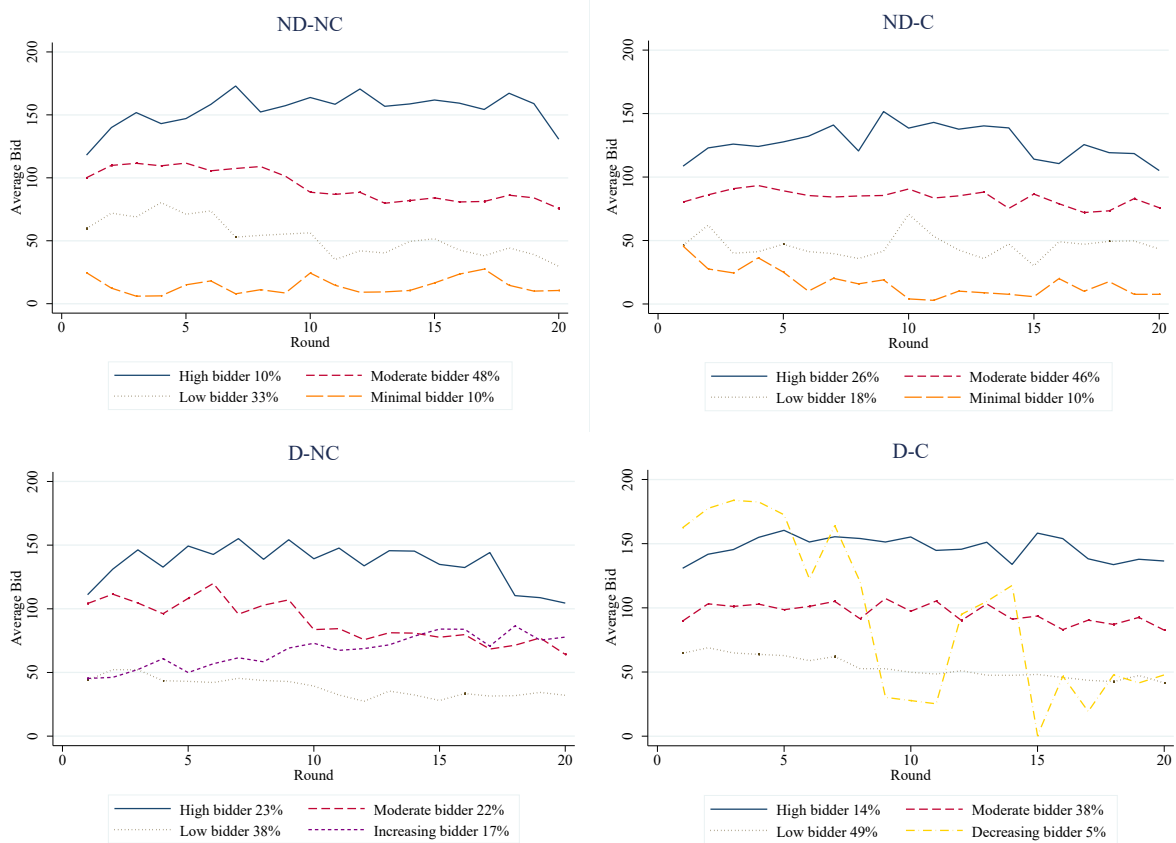 ND-NC
Average Bid
200
150
100
50
0
0 5 10 15 20
Round
High bidder 10% Moderate bidder 48%
Low bidder 33% Minimal bidder 10%
ND-C
Average Bid
200
150
100
50
0
0 5 10 15 20
Round
High bidder 26% Moderate bidder 46%
Low bidder 18% Minimal bidder 10%
D-NC
Average Bid
200
150
100
50
0
0 5 10 15 20
Round
High bidder 23% Moderate bidder 22%
Low bidder 38% Increasing bidder 17%
D-C
Average Bid
200
150
100
50
0
0 5 10 15 20
Round
High bidder 14% Moderate bidder 38%
Low bidder 49% Decreasing bidder 5%